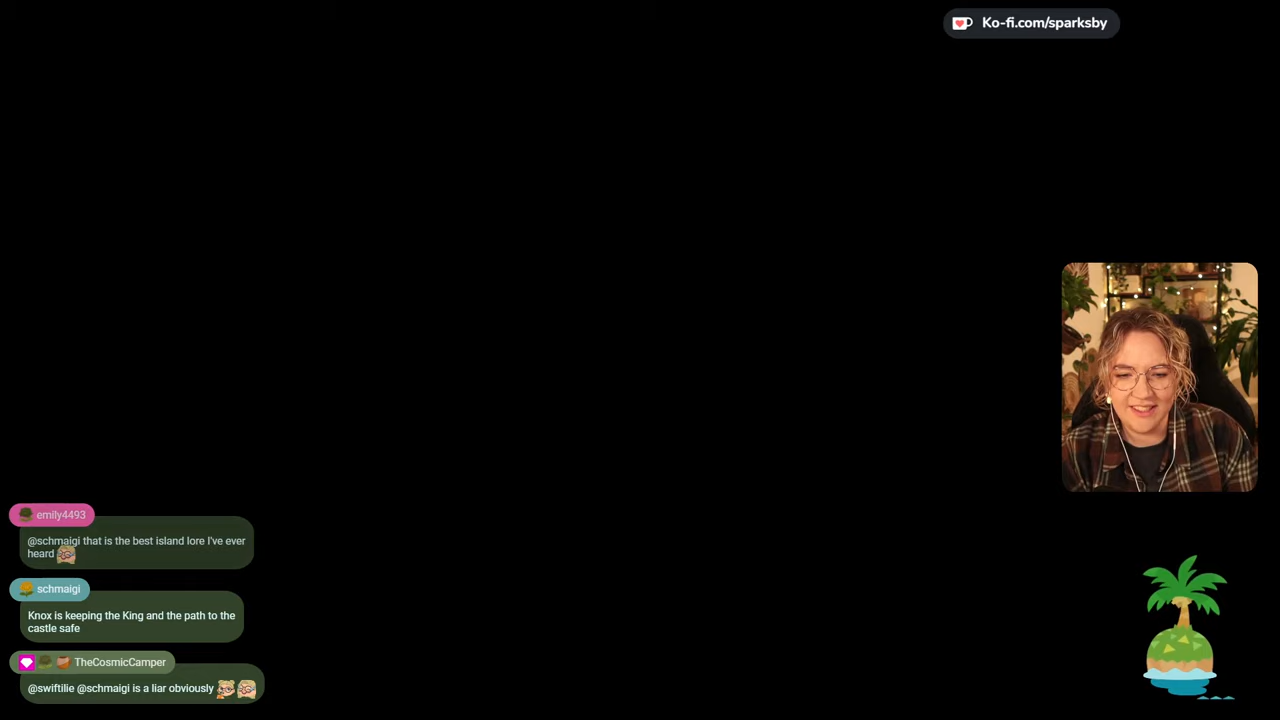 Ko-fi.com/sparksby
emily4493
@schmaigi that is the best island lore I've ever
heard
schmaigi
Knox is keeping the King and the path to the
castle safe
TheCosmicCamper
@swiftilie @schmaigi is a liar obviously